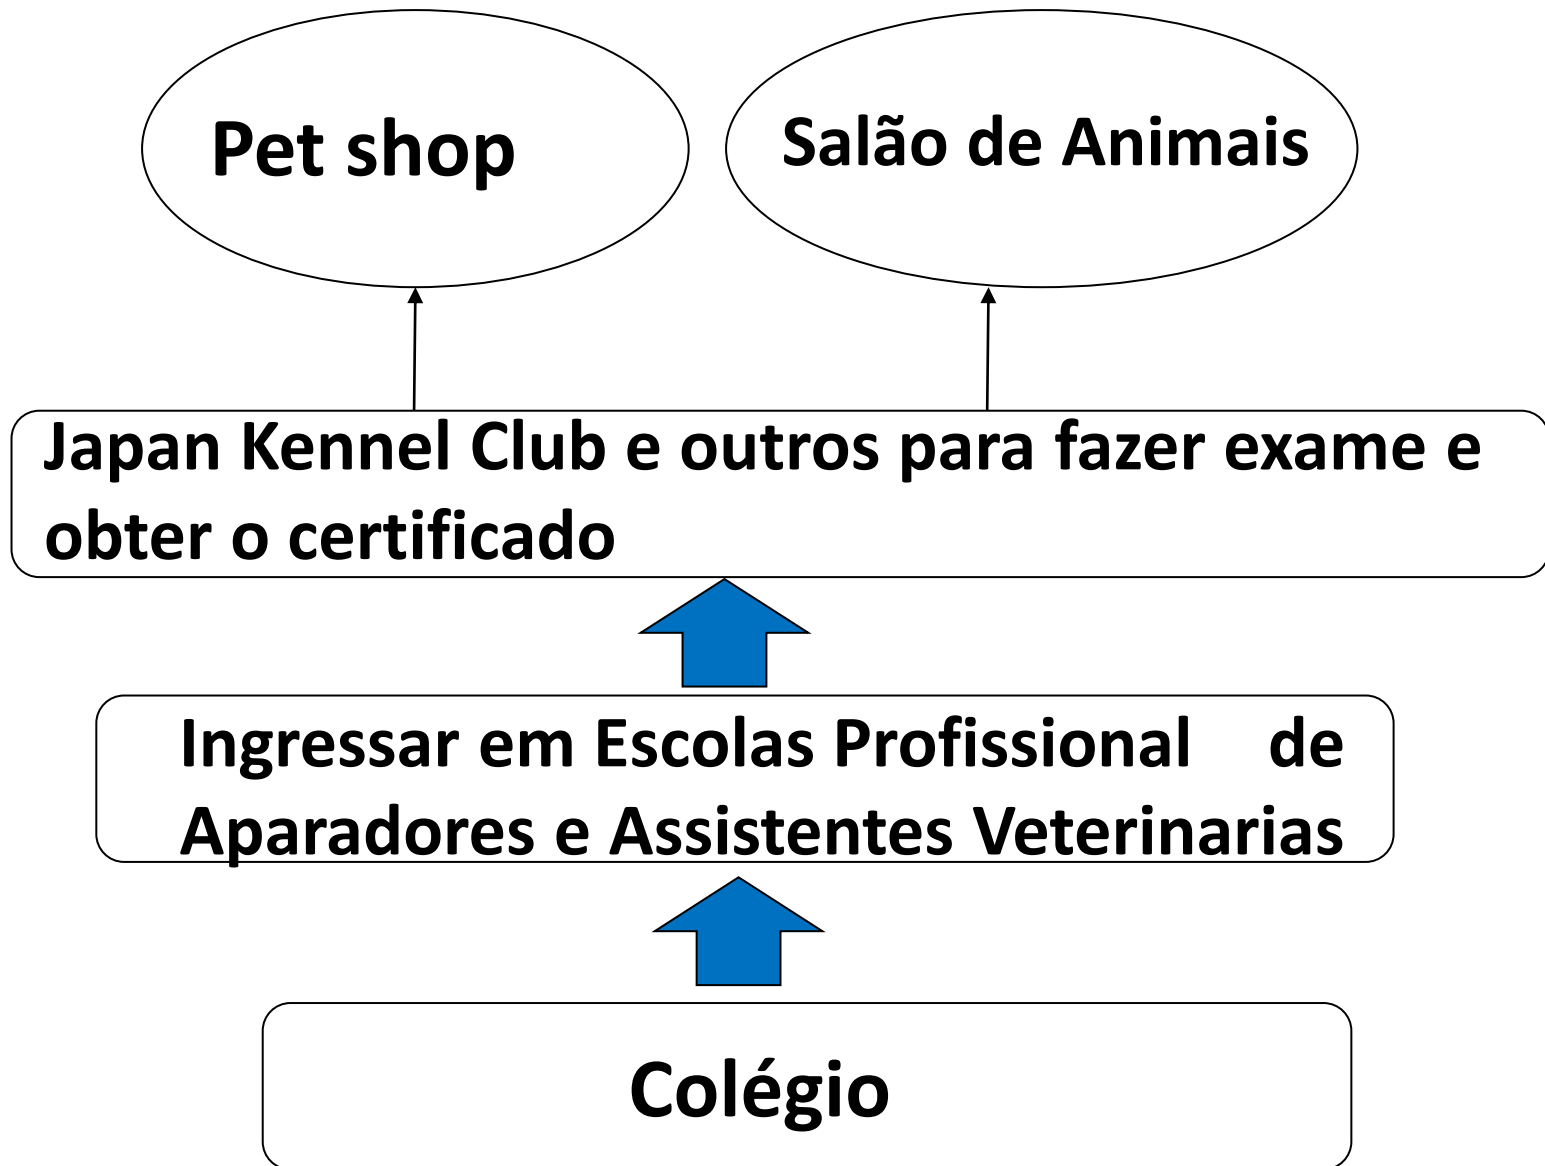 Pet shop
Salão de Animais
Japan Kennel Club e outros para fazer exame e
obter o certificado
Ingressar em Escolas Profissional de
Aparadores e Assistentes Veterinarias
Colégio